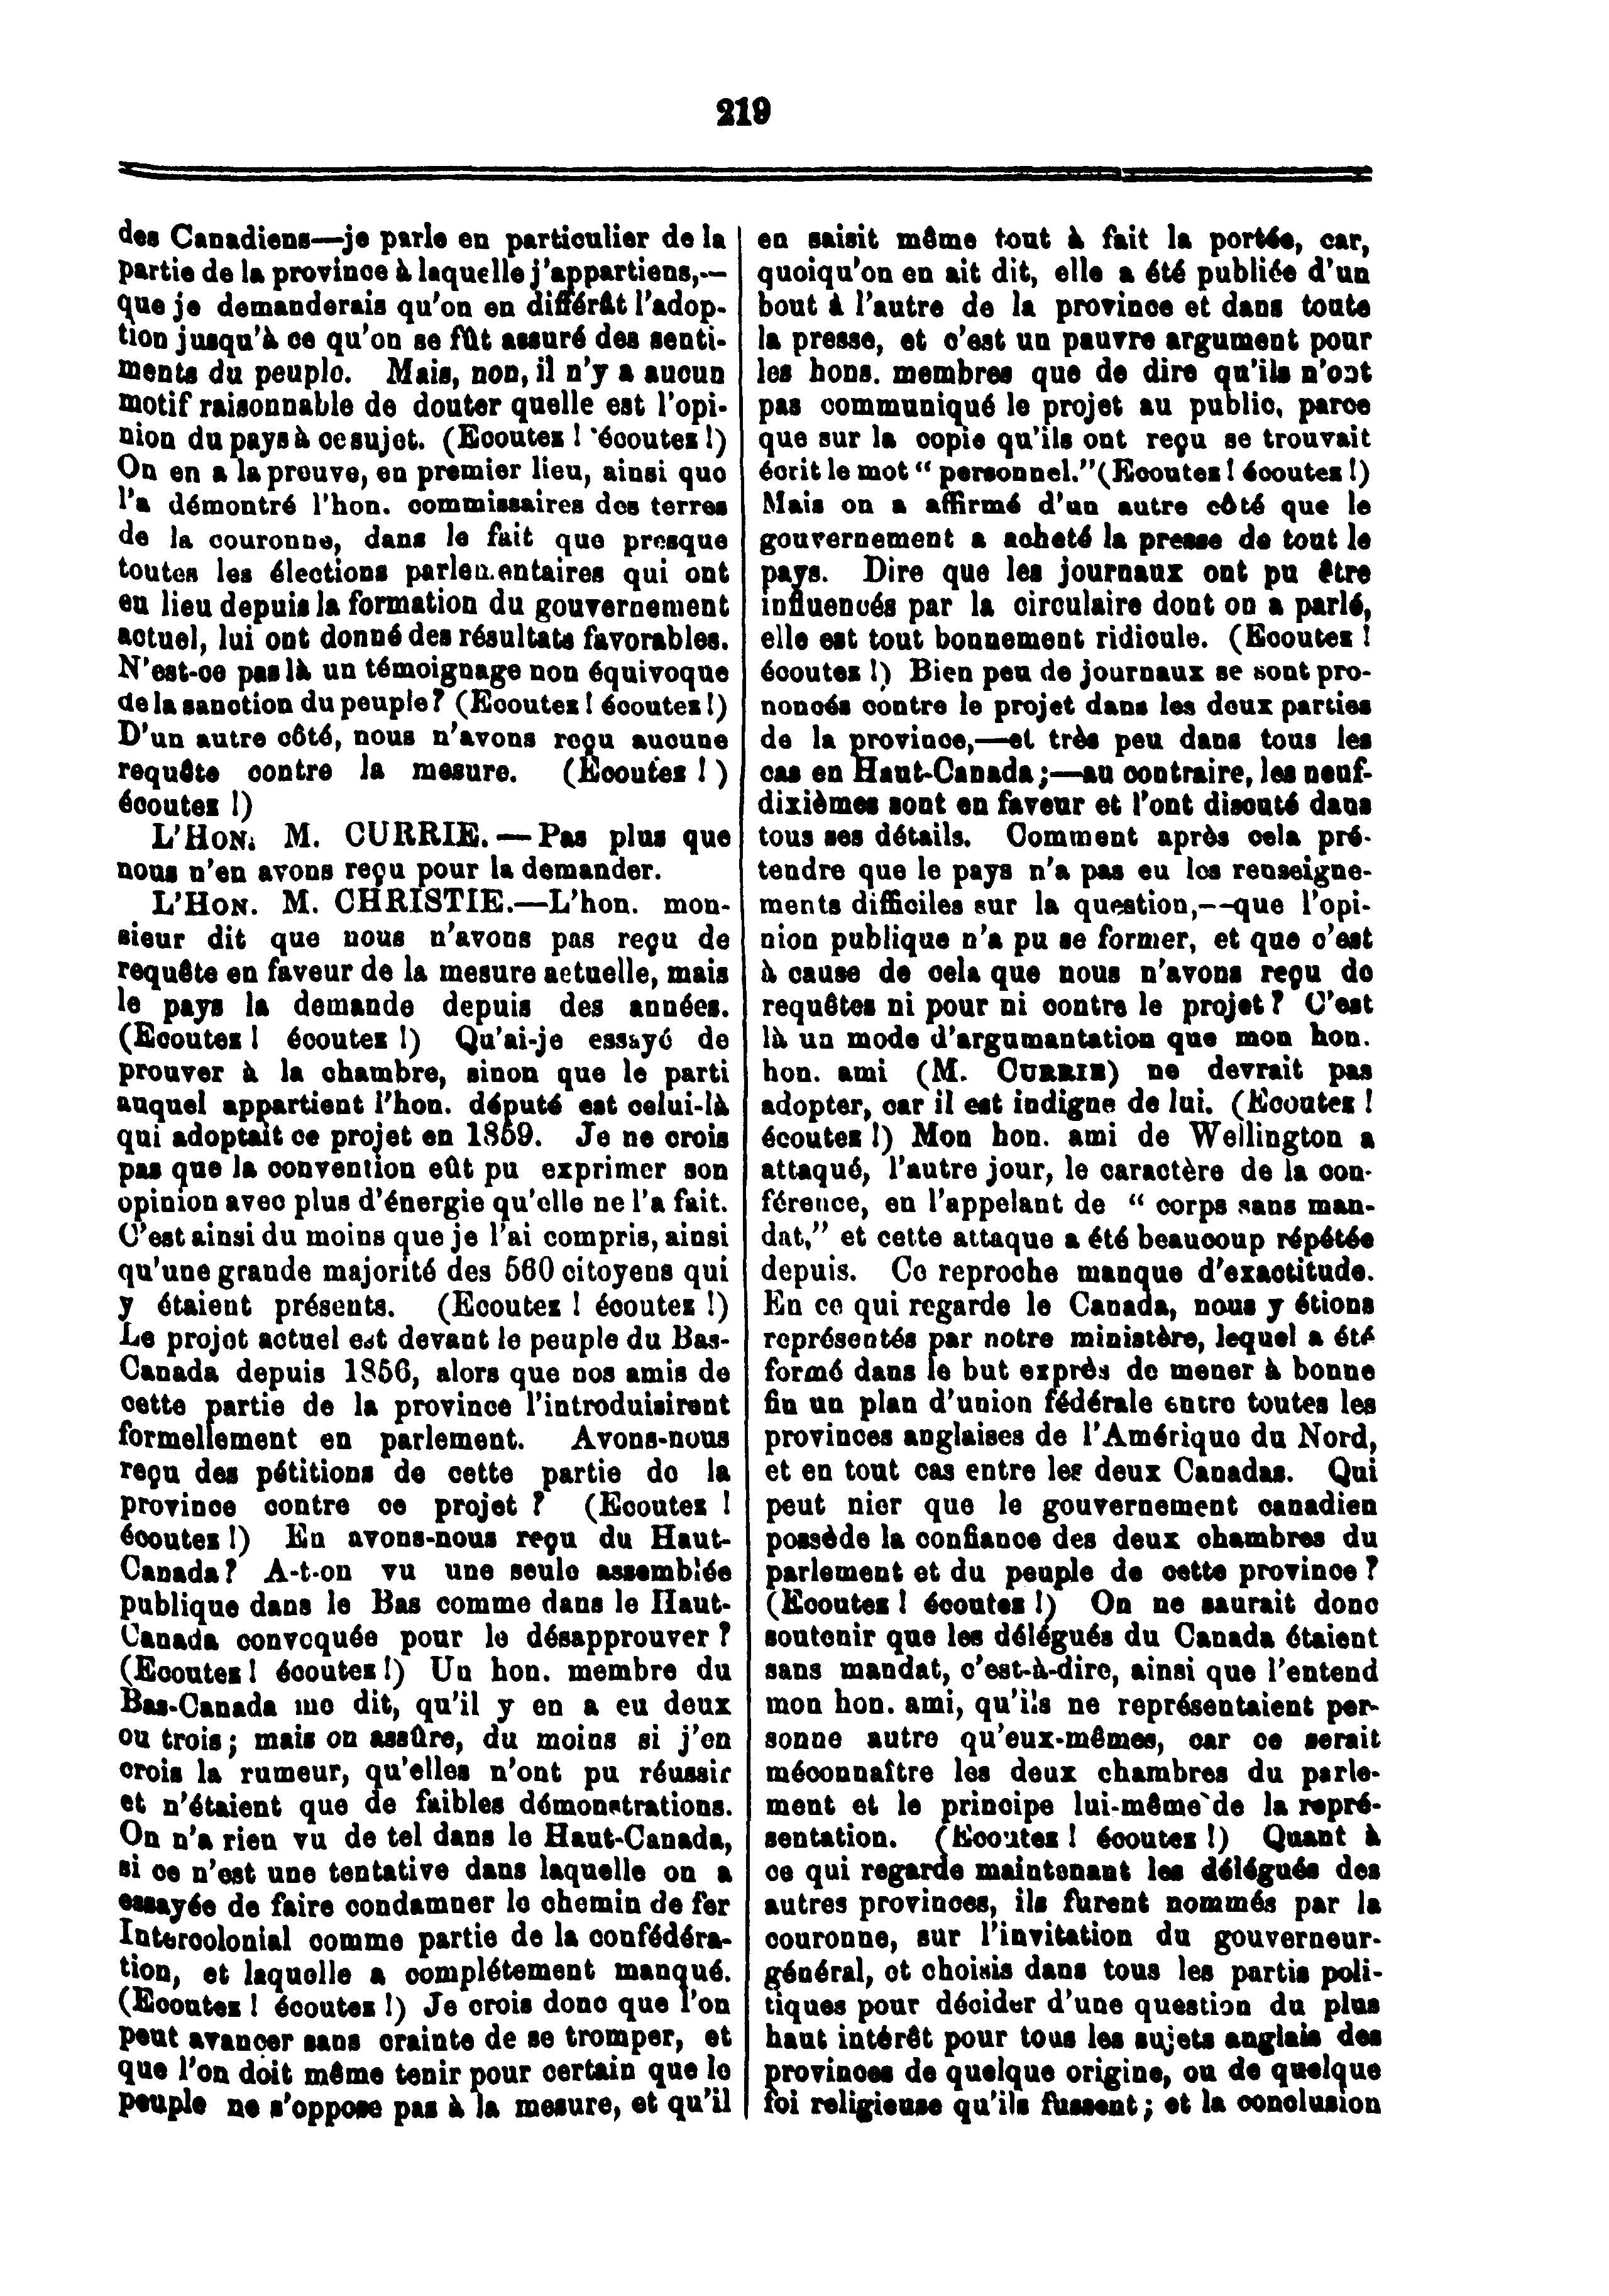 219
des Canadiens—je parle en particulier de la
partie de la province à laquelle j'appartiens,—
que je demanderais qu'on en différât l'adop-
tion jusqu'à ce qu'on se fût assuré des senti-
ments du peuple. Mais, non, il n'y a aucun
motif raisonnable de douter quelle est l'opi-
nion du pays à ce sujet. (Ecoutez ! écoutez !)
On en a la preuve, en premier lieu, ainsi que
l'a démontré l'hon. commissaires des terres
de la couronne, dans le fait que presque
toutes les élections parlementaires qui ont
eu lieu depuis la formation du gouvernement
actuel, lui ont donné des résultats favorables.
N'est-ce pas là un témoignage non équivoque
de la sanction du peuple? (Ecoutez ! écoutez !)
D'un autre côté, nous n'avons reçu aucune
requête contre la mesure. (Ecoutez ! )
écoutez !)
L'HON. M. CURRIE.—Pas plus que
nous n'en avons reçu pour la demander.
L'HON. M. CHRISTIE.—L'hon. mon-
sieur dit que nous n'avons pas reçu de
requête en faveur de la mesure actuelle, mais
le pays la demande depuis des années.
(Ecoutez ! écoutez !) Qu'ai-je essayé de
prouver à la chambre, sinon que le parti
auquel appartient l'hon. député est celui-là
qui adoptait ce projet en 1859. Je ne crois
pas que la convention eût pu exprimer son
opinion avec plus d'énergie qu'elle ne l'a fait.
C'est ainsi du moins que je l'ai compris, ainsi
qu'une grande majorité des 560 citoyens qui
y étaient présents. (Ecoutez ! écoutez !)
Le projet actuel est devant le peuple du Bas-
Canada depuis 1856, alors que nos amis de
cette partie de la province l'introduisirent
formellement en parlement. Avons-nous
reçu des pétitions de cette partie de la
province contre ce projet ? (Ecoutez !
écoutez !) En avons-nous reçu du Haut-
Canada? A-t-on vu une seule assemblée
publique dans le Bas comme dans le Haut-
Canada convoquée pour le désapprouver ?
(Ecoutez ! écoutez !) Un hon. membre du
Bas-Canada me dit, qu'il y en a eu deux
ou trois ; mais on assûre, du moins si j'en
crois la rumeur, qu'elles n'ont pu réussir
et n'étaient que de faibles démonstrations.
On n'a rien vu de tel dans le Haut-Canada,
si ce n'est une tentative dans laquelle on a
essayée de faire condamner le chemin de fer
Intercolonial comme partie de la confédéra-
tion, et laquelle a complétement manqué.
(Ecoutez ! écoutez !) Je crois donc que l'on
peut avancer sans crainte de se tromper, et
que l'on doit même tenir pour certain que le
peuple ne s'oppose pas à la mesure, et qu'il
en saisit même tout à fait la portée, car,
quoiqu'on en ait dit, elle a été publiée d'un
bout à l'autre de la province et dans toute
la presse, et c'est un pauvre argument pour
les hons. membres que de dire qu'ils n'ont
pas communiqué le projet au public, parce
que sur la copie qu'ils ont reçu se trouvait
écrit le mot “ personnel.” (Ecoutez ! écoutez !)
Mais on a affirmé d'un autre côté que le
gouvernement a acheté la presse de tout le
pays. Dire que les journaux ont pu être
influencés par la circulaire dont on a parlé,
elle est tout bonnement ridicule. (Ecoutez !
écoutez !) Bien peu de journaux se sont pro-
noncés contre le projet dans les deux parties
de la province,—et très peu dans tous les
cas en Haut-Canada ;—au contraire, les neuf-
dixièmes sont en faveur et l'ont discuté dans
tous ses détails. Comment après cela pré-
tendre que le pays n'a pas eu les renseigne-
ments difficiles sur la question,—que l'opi-
nion publique n'a pu se former, et que c'est
à cause de cela que nous n'avons reçu de
requêtes ni pour ni contre le projet ? C'est
là un mode d'argumantation que mon hon.
hon. ami (M. CURRIE) ne devrait pas
adopter, car il est indigne de lui. (Ecoutez !
écoutez !) Mon hon. ami de Wellington a
attaqué, l'autre jour, le caractère de la con-
férence, en l'appelant de “ corps sans man-
dat,” et cette attaque a été beaucoup répétée
depuis. Ce reproche manque d'exactitude.
En ce qui regarde le Canada, nous y étions
représentés par notre ministère, lequel a été
formé dans le but exprès de mener à bonne
fin un plan d'union fédérale entre toutes les
provinces anglaises de l'Amérique du Nord,
et en tout cas entre les deux Canadas. Qui
peut nier que le gouvernement canadien
possède la confiance des deux chambres du
parlement et du peuple de cette province ?
(Ecoutez ! écoutez !) On ne saurait donc
soutenir que les délégués du Canada étaient
sans mandat, c'est-à-dire, ainsi que l'entend
mon hon. ami, qu'ils ne représentaient per-
sonne autre qu'eux-mêmes, car ce serait
méconnaître les deux chambres du parle-
ment et le principe lui-même de la repré-
sentation. (Ecoutez ! écoutez !) Quant à
ce qui regarde maintenant les délégués des
autres provinces, ils furent nommés par la
couronne, sur l'invitation du gouverneur-
général, et choisis dans tous les partis poli-
tiques pour décider d'une question du plus
haut intérêt pour tous les sujets anglais des
provinces de quelque origine, ou de quelque
foi religieuse qu'ils fussent ; et la conclusion